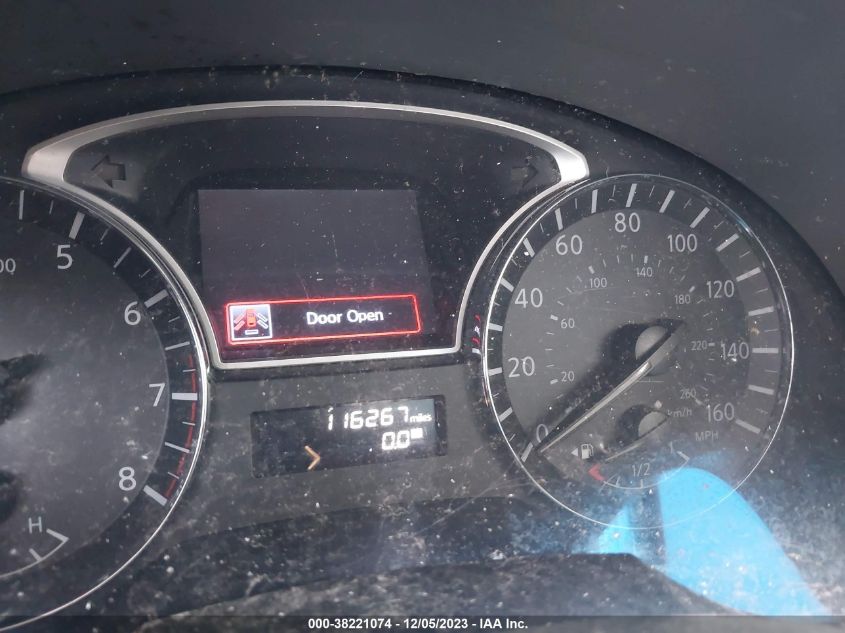 Door Open
116267 miles
0.0
00 5 6 7 8
H
0 20 40 60 80 100 120 140 160
MPH
20 60 100 140 180 220 260
km/h
1/2
000-38221074 - 12/05/2023 - IAA Inc.